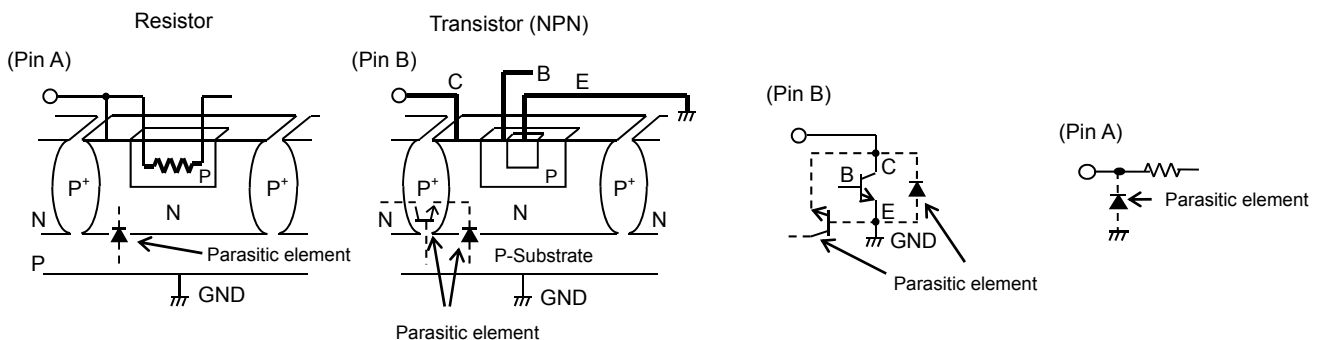 Resistor
(Pin A)
P+
P
P+
N
N
Parasitic element
P
GND
Transistor (NPN)
(Pin B)
C
B
E
P
P+
P+
N
N
N
P-Substrate
GND
Parasitic element
(Pin B)
C
B
E
GND
Parasitic element
(Pin A)
Parasitic element